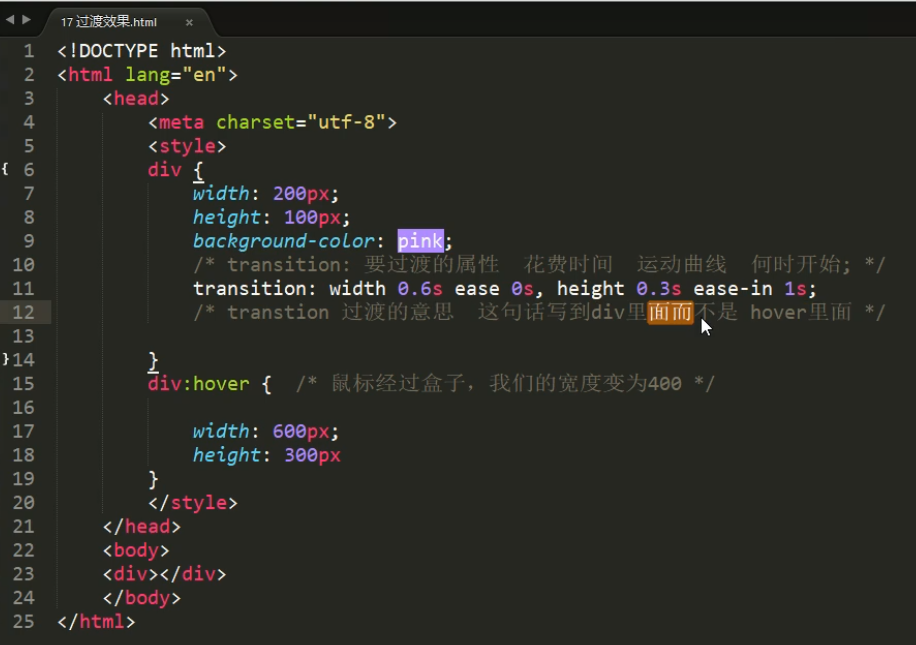 17 过渡效果.html ×
1 <!DOCTYPE html>
2 <html lang="en">
3 <head>
4 <meta charset="utf-8">
5 <style>
{ 6 div {
7 width: 200px;
8 height: 100px;
9 background-color: pink;
10 /* transition: 要过渡的属性 花费时间 运动曲线 何时开始; */
11 transition: width 0.6s ease 0s, height 0.3s ease-in 1s;
12 /* transtion 过渡的意思 这句话写到div里面而不是 hover里面 */
13
}14 }
15 div:hover { /* 鼠标经过盒子，我们的宽度变为400 */
16
17 width: 600px;
18 height: 300px
19 }
20 </style>
21 </head>
22 <body>
23 <div></div>
24 </body>
25 </html>